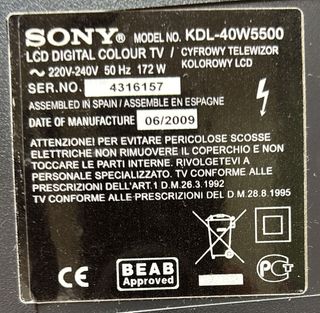 SONY® MODEL NO. KDL-40W5500
LCD DIGITAL COLOUR TV / CYFROWY TELEWIZOR
~ 220V-240V 50 Hz 172 W KOLOROWY LCD
SER.NO. 4316157
ASSEMBLED IN SPAIN / ASSEMBLE EN ESPAGNE
DATE OF MANUFACTURE 06/2009
ATTENZIONE! PER EVITARE PERICOLOSE SCOSSE
ELETTRICHE NON RIMUOVERE IL COPERCHIO E NON
TOCCARE LE PARTI INTERNE. RIVOLGETEVI A
PERSONALE SPECIALIZZATO. TV CONFORME ALLE
PRESCRIZIONI DELL'ART.1 D.M.26.3.1992
TV CONFORME ALLE PRESCRIZIONI DEL D.M.28.8.1995
CE
BEAB
Approved